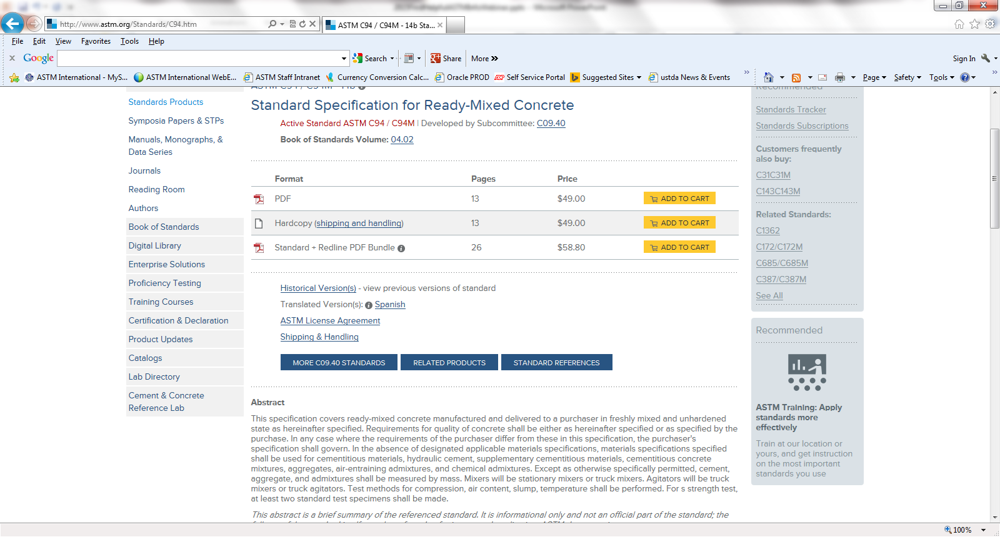 http://www.astm.org/Standards/C94.htm
ASTM C94 / C94M - 14b Sta...
File Edit View Favorites Tools Help
Google Search Share More » Sign In
ASTM International - MyS... ASTM International WebE... ASTM Staff Intranet Currency Conversion Calc... Oracle PROD Self Service Portal Suggested Sites ustda News & Events » Page Safety Tools »
Standards Products
Symposia Papers & STPs
Manuals, Monographs, &
Data Series
Journals
Reading Room
Authors
Book of Standards
Digital Library
Enterprise Solutions
Proficiency Testing
Training Courses
Certification & Declaration
Product Updates
Catalogs
Lab Directory
Cement & Concrete
Reference Lab
ASTM C94 / C94M - 14b
Standard Specification for Ready-Mixed Concrete
Active Standard ASTM C94 / C94M | Developed by Subcommittee: C09.40
Book of Standards Volume: 04.02
Format Pages Price
PDF 13 $49.00 ADD TO CART
Hardcopy (shipping and handling) 13 $49.00 ADD TO CART
Standard + Redline PDF Bundle 26 $58.80 ADD TO CART
Historical Version(s) - view previous versions of standard
Translated Version(s): Spanish
ASTM License Agreement
Shipping & Handling
MORE C09.40 STANDARDS RELATED PRODUCTS STANDARD REFERENCES
Abstract
This specification covers ready-mixed concrete manufactured and delivered to a purchaser in freshly mixed and unhardened
state as hereinafter specified. Requirements for quality of concrete shall be either as hereinafter specified or as specified by the
purchase. In any case where the requirements of the purchaser differ from these in this specification, the purchaser's
specification shall govern. In the absence of designated applicable materials specifications, materials specifications specified
shall be used for cementitious materials, hydraulic cement, supplementary cementitious materials, cementitious concrete
mixtures, aggregates, air-entraining admixtures, and chemical admixtures. Except as otherwise specifically permitted, cement,
aggregate, and admixtures shall be measured by mass. Mixers will be stationary mixers or truck mixers. Agitators will be truck
mixers or truck agitators. Test methods for compression, air content, slump, temperature shall be performed. For s strength test,
at least two standard test specimens shall be made.
This abstract is a brief summary of the referenced standard. It is informational only and not an official part of the standard; the
Recommended
Standards Tracker
Standards Subscriptions
Customers frequently
also buy:
C31C31M
C143C143M
Related Standards:
C1362
C172/C172M
C685/C685M
C387/C387M
See All
Recommended
ASTM Training: Apply
standards more
effectively
Train at our location or
yours, and get instruction
on the most important
standards you use
100%